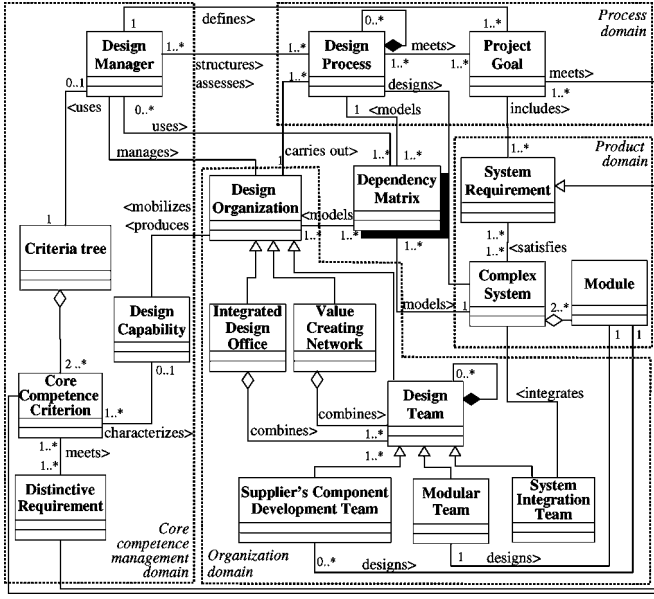 defines>
1
1..*
0..*
Process
domain
Design
Manager
1..*
structures>
assesses>
1..*
1..*
Design
Process
meets>
1..*
1..*
Project
Goal
meets>
1..*
designs>
includes>
0..1
<uses
0..*
uses>
manages>
1
<models
carries out>
1
1..*
1..*
1..*
Product
domain
Design
Organization
Dependency
Matrix
System
Requirement
<mobilizes
<produces
<models
1..*
1..*
1..*
1..*
1..*
<satisfies
1
Criteria tree
Complex
System
Module
models>
1
2..*
1
1
Design
Capability
Integrated
Design
Office
Value
Creating
Network
0..1
2..*
Core
Competence
Criterion
1..*
characterizes>
0..*
Design
Team
<integrates
combines>
combines>
1..*
1..*
1..*
meets>
1..*
Distinctive
Requirement
Supplier's Component
Development Team
Modular
Team
System
Integration
Team
Core
competence
management
domain
Organization
domain
0..*
designs>
1
designs>